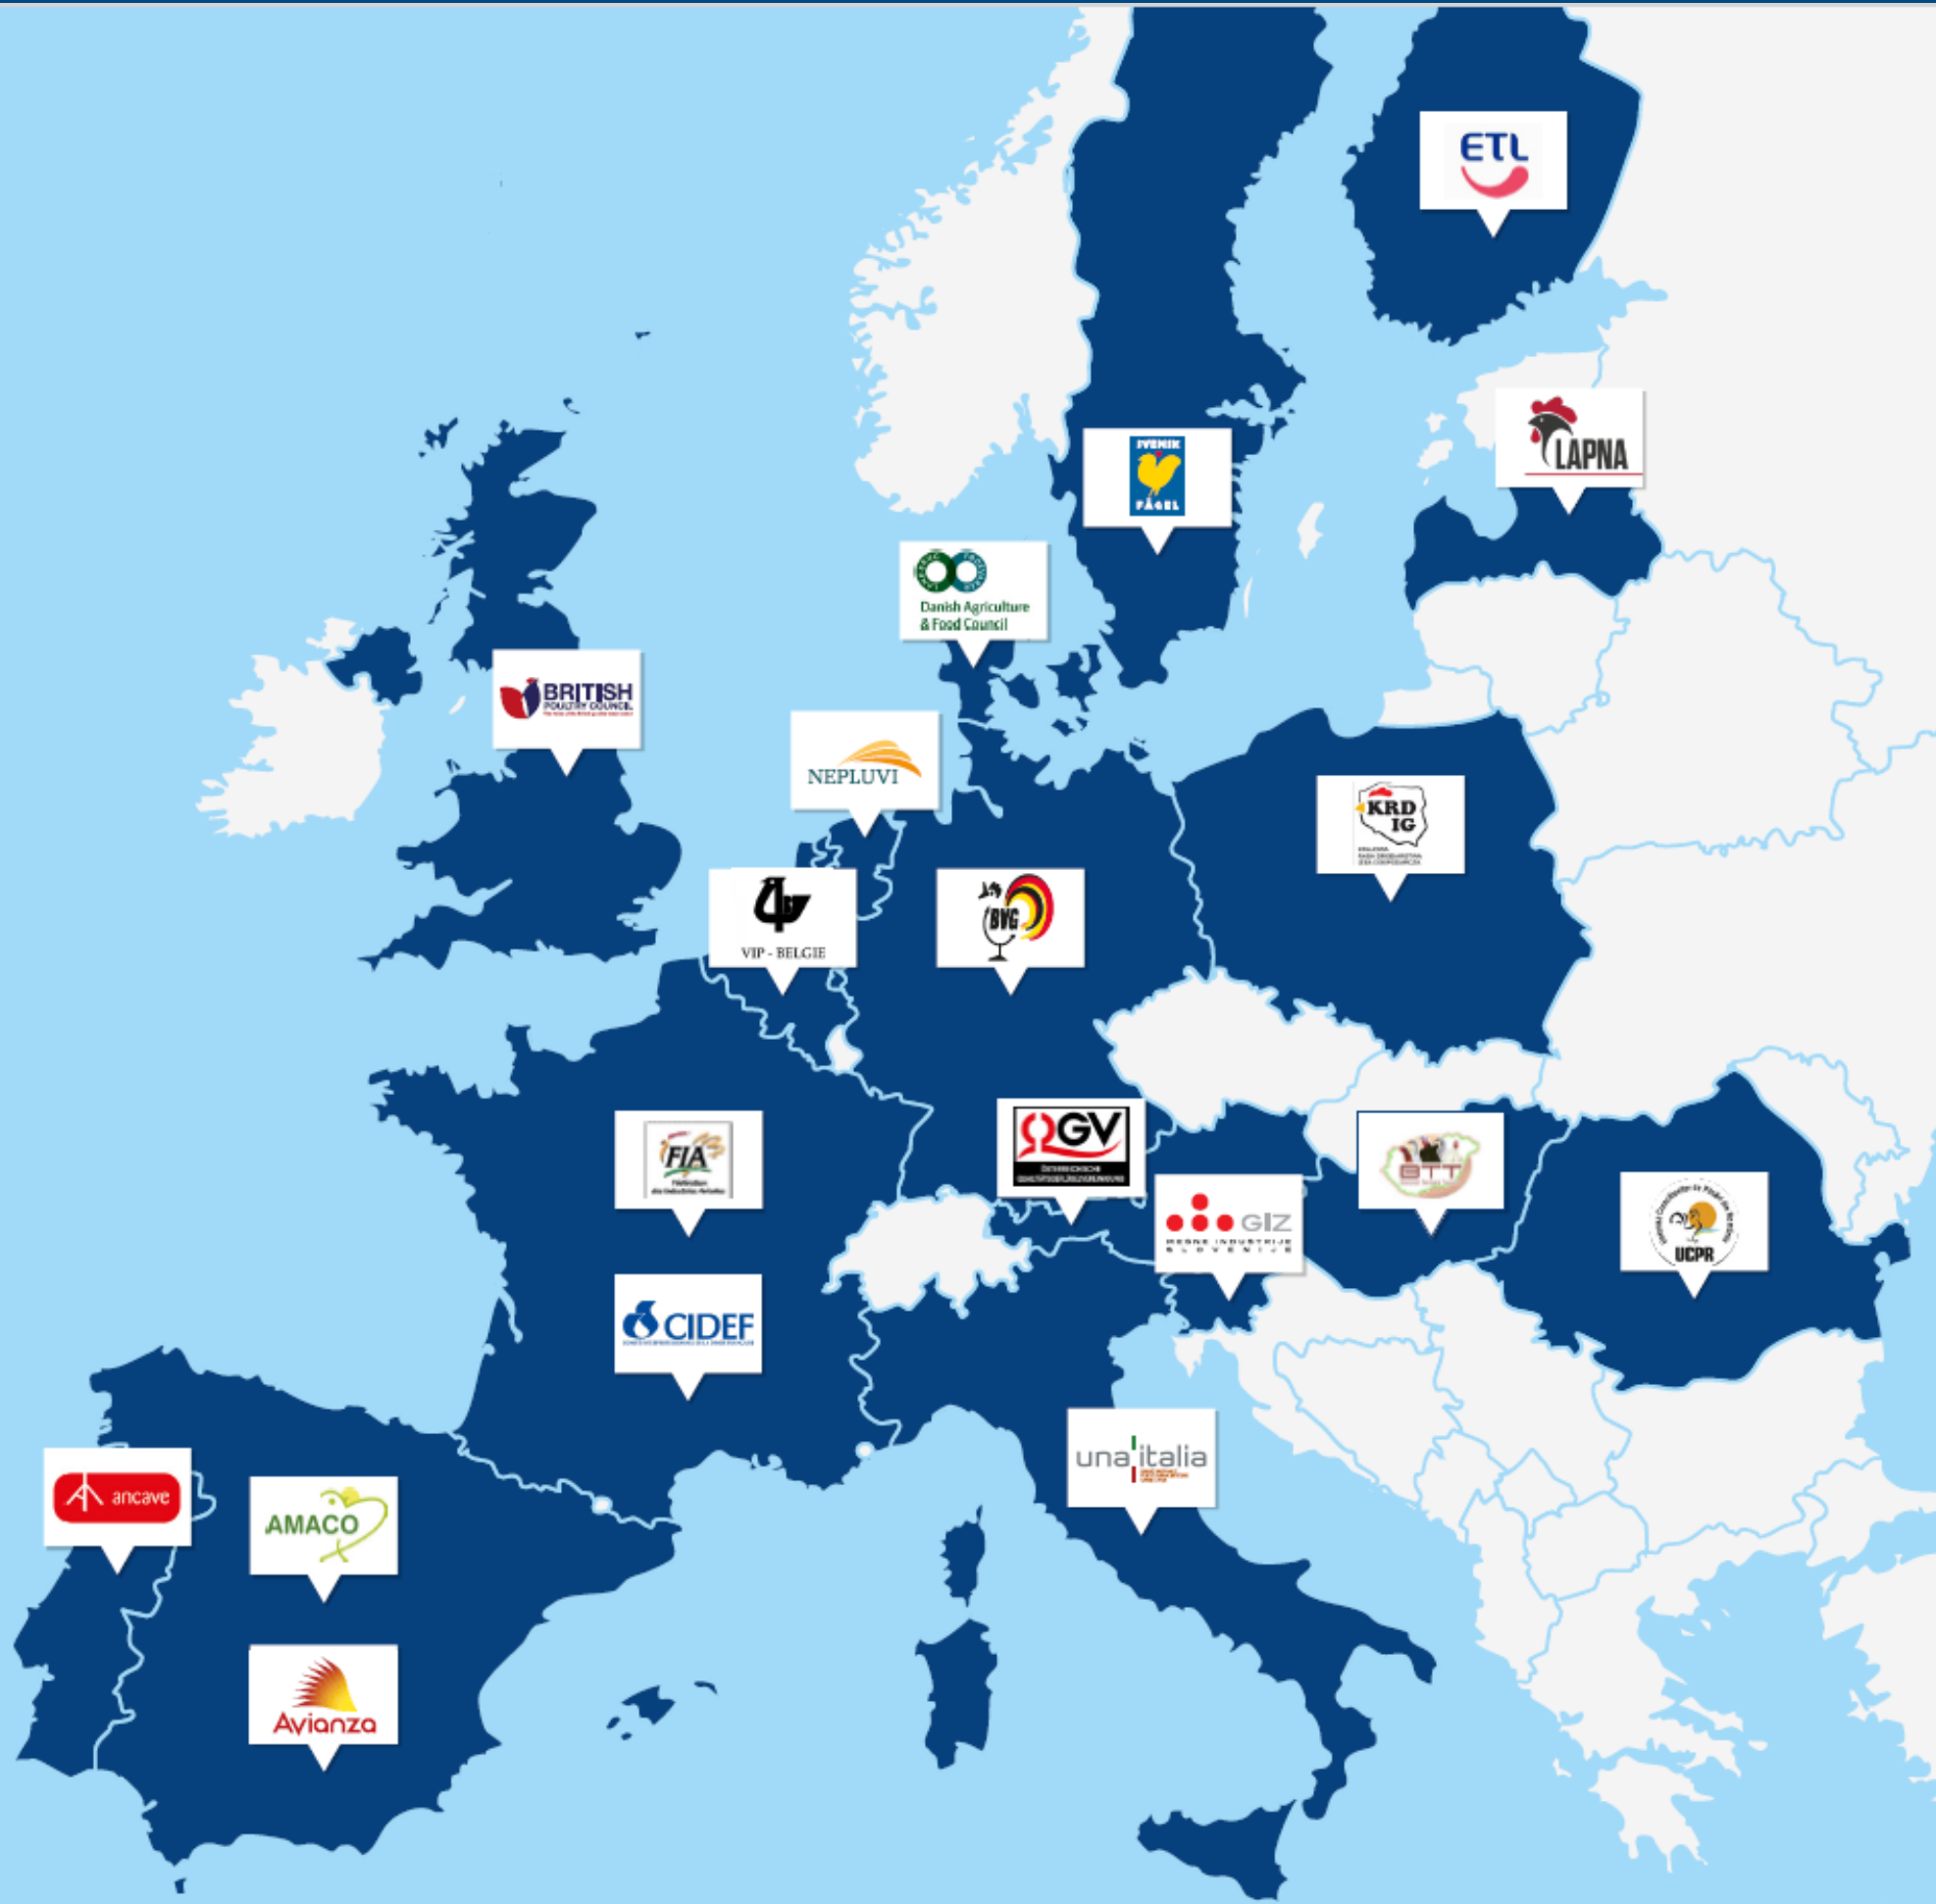 ETL
LAPNA
SVENSK
FÅGEL
Danish Agriculture
& Food Council
BRITISH
POULTRY COUNCIL
NEPLUVI
KRD
IG
VIP - BELGIE
BVG
QGV
FIA
BTT
GIZ
MESNE INDUSTRIJE
SLOVENIJE
UCPR
CIDEF
una italia
ancave
AMACO
Avianza